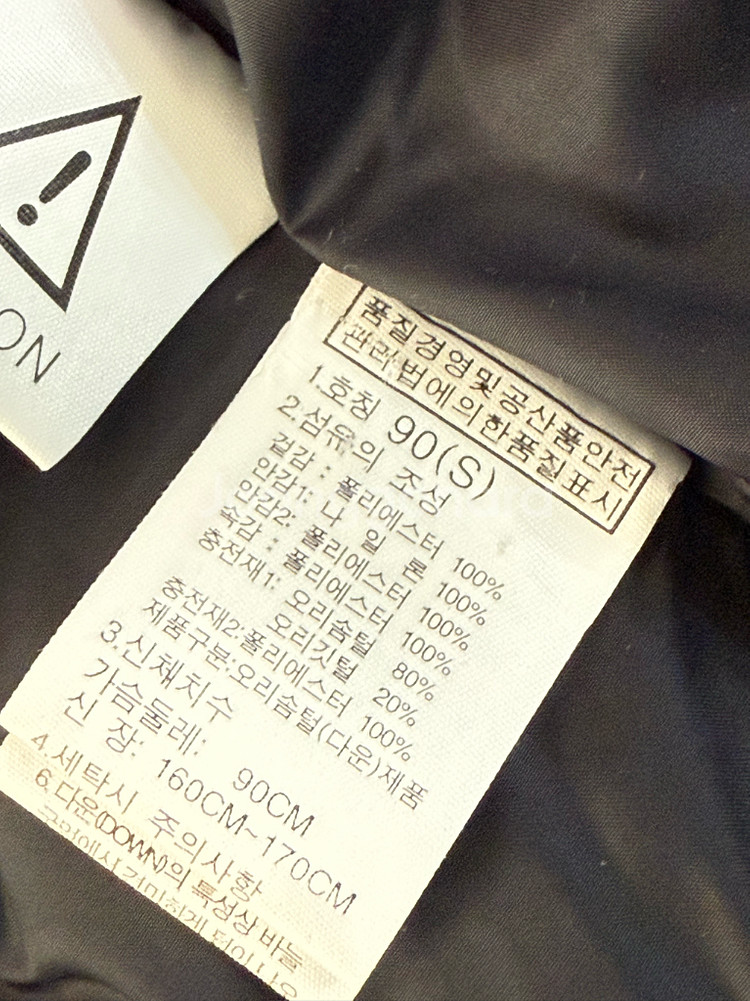 ON
품질경영및공산품안전
관리법에의한품질표시
1.호칭 90(S)
2.섬유의 조성
겉감 : 폴리에스터 100%
안감1: 나 일 론 100%
안감2: 폴리에스터 100%
속감 : 폴리에스터 100%
충전재1: 오리솜털 80%
오리깃털 20%
충전재2:폴리에스터 100%
제품구분:오리솜털(다운)제품
3.신체치수
가슴둘레: 90CM
신 장: 160CM~170CM
4.세탁시 주의사항
6.다운(DOWN)의 특성상 바늘